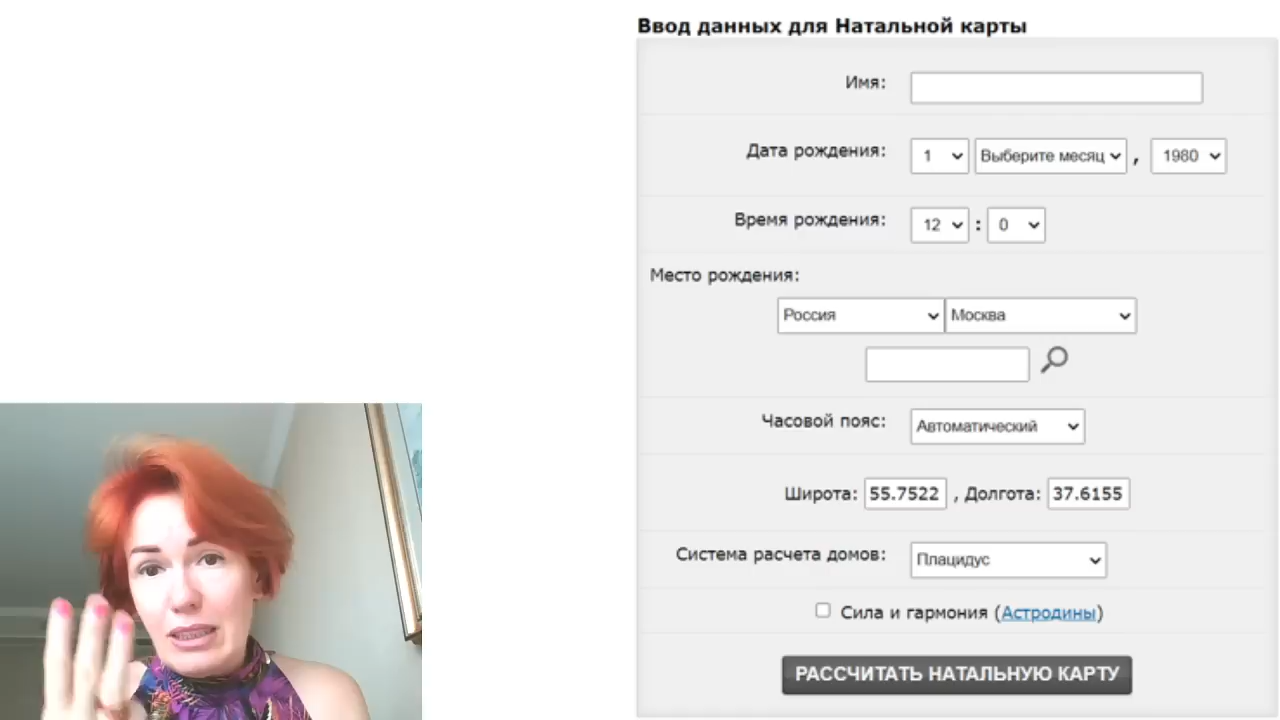 Ввод данных для Натальной карты
Имя:
Дата рождения: 1 Выберите месяц , 1980
Время рождения: 12 : 0
Место рождения:
Россия Москва
Часовой пояс: Автоматический
Широта: 55.7522 , Долгота: 37.6155
Система расчета домов: Плацидус
Сила и гармония (Астродины)
РАССЧИТАТЬ НАТАЛЬНУЮ КАРТУ